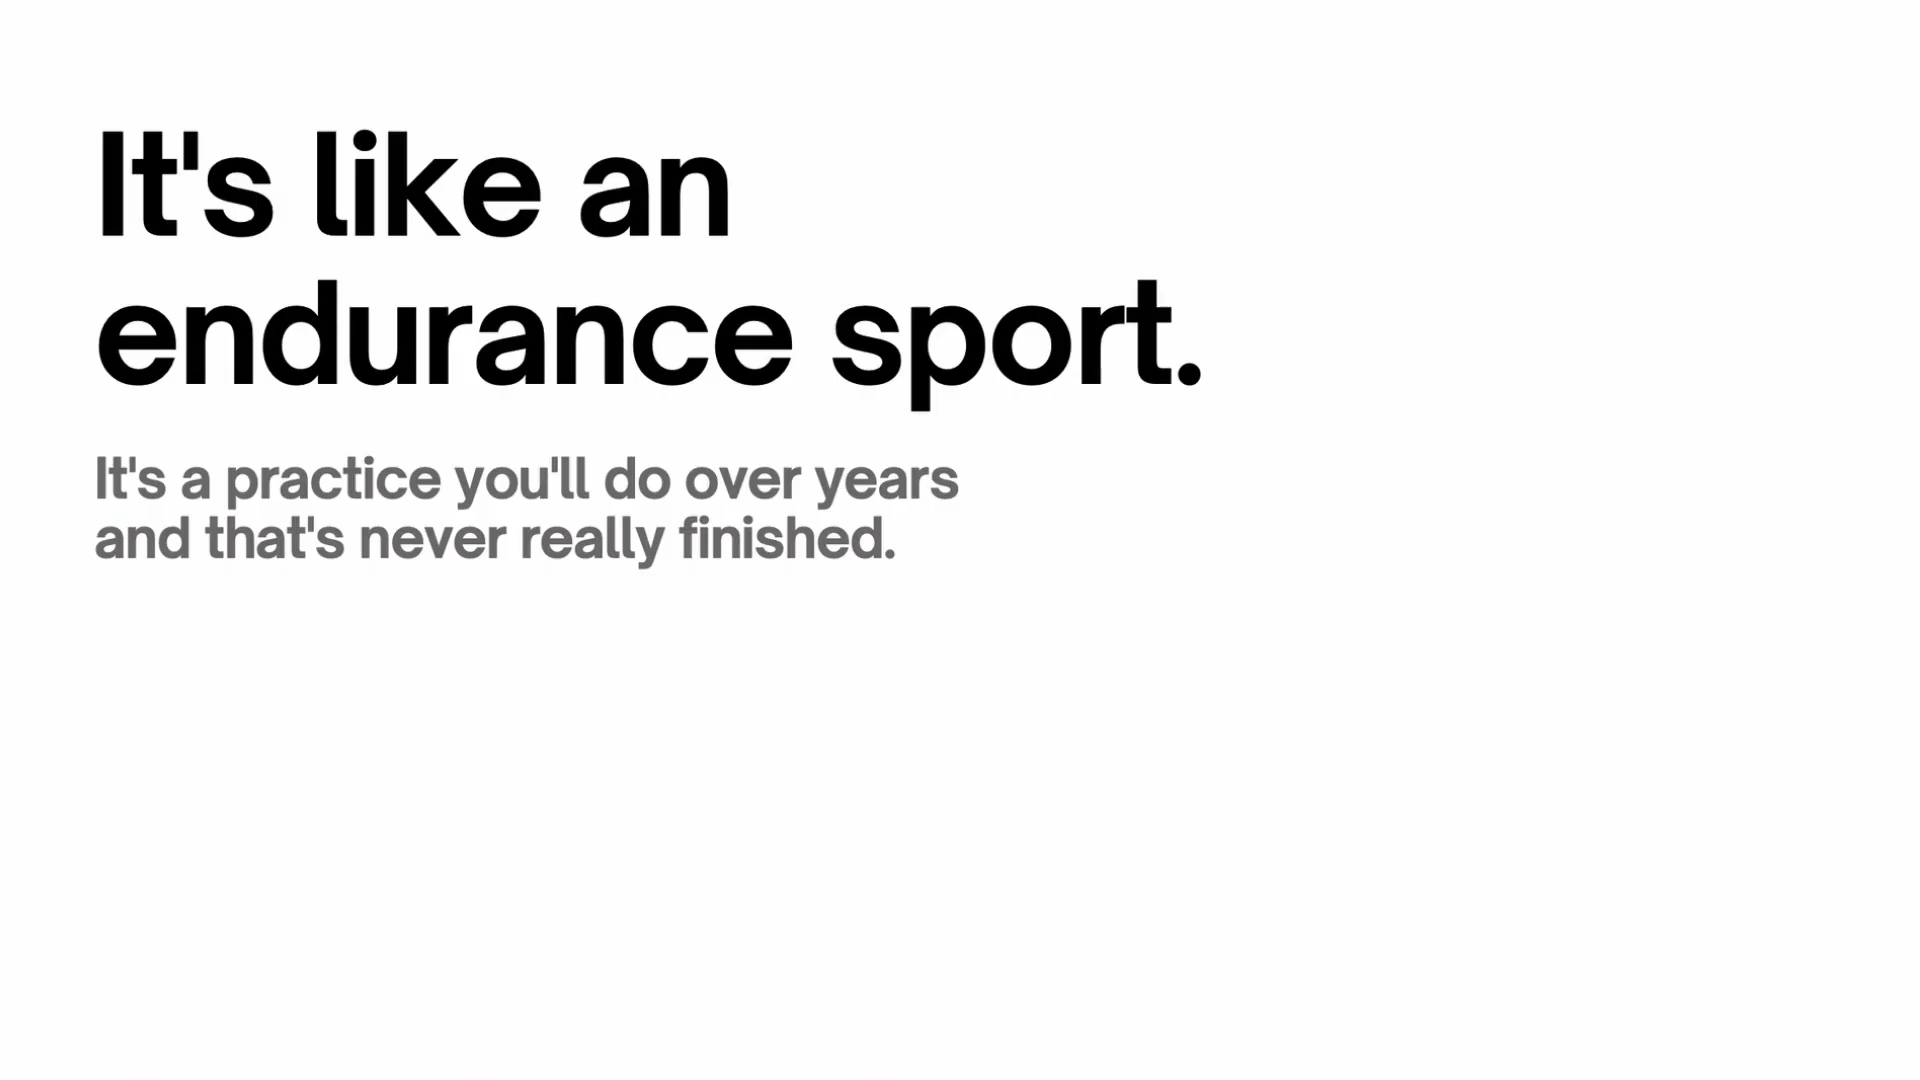 It's like an
endurance sport.
It's a practice you'll do over years
and that's never really finished.